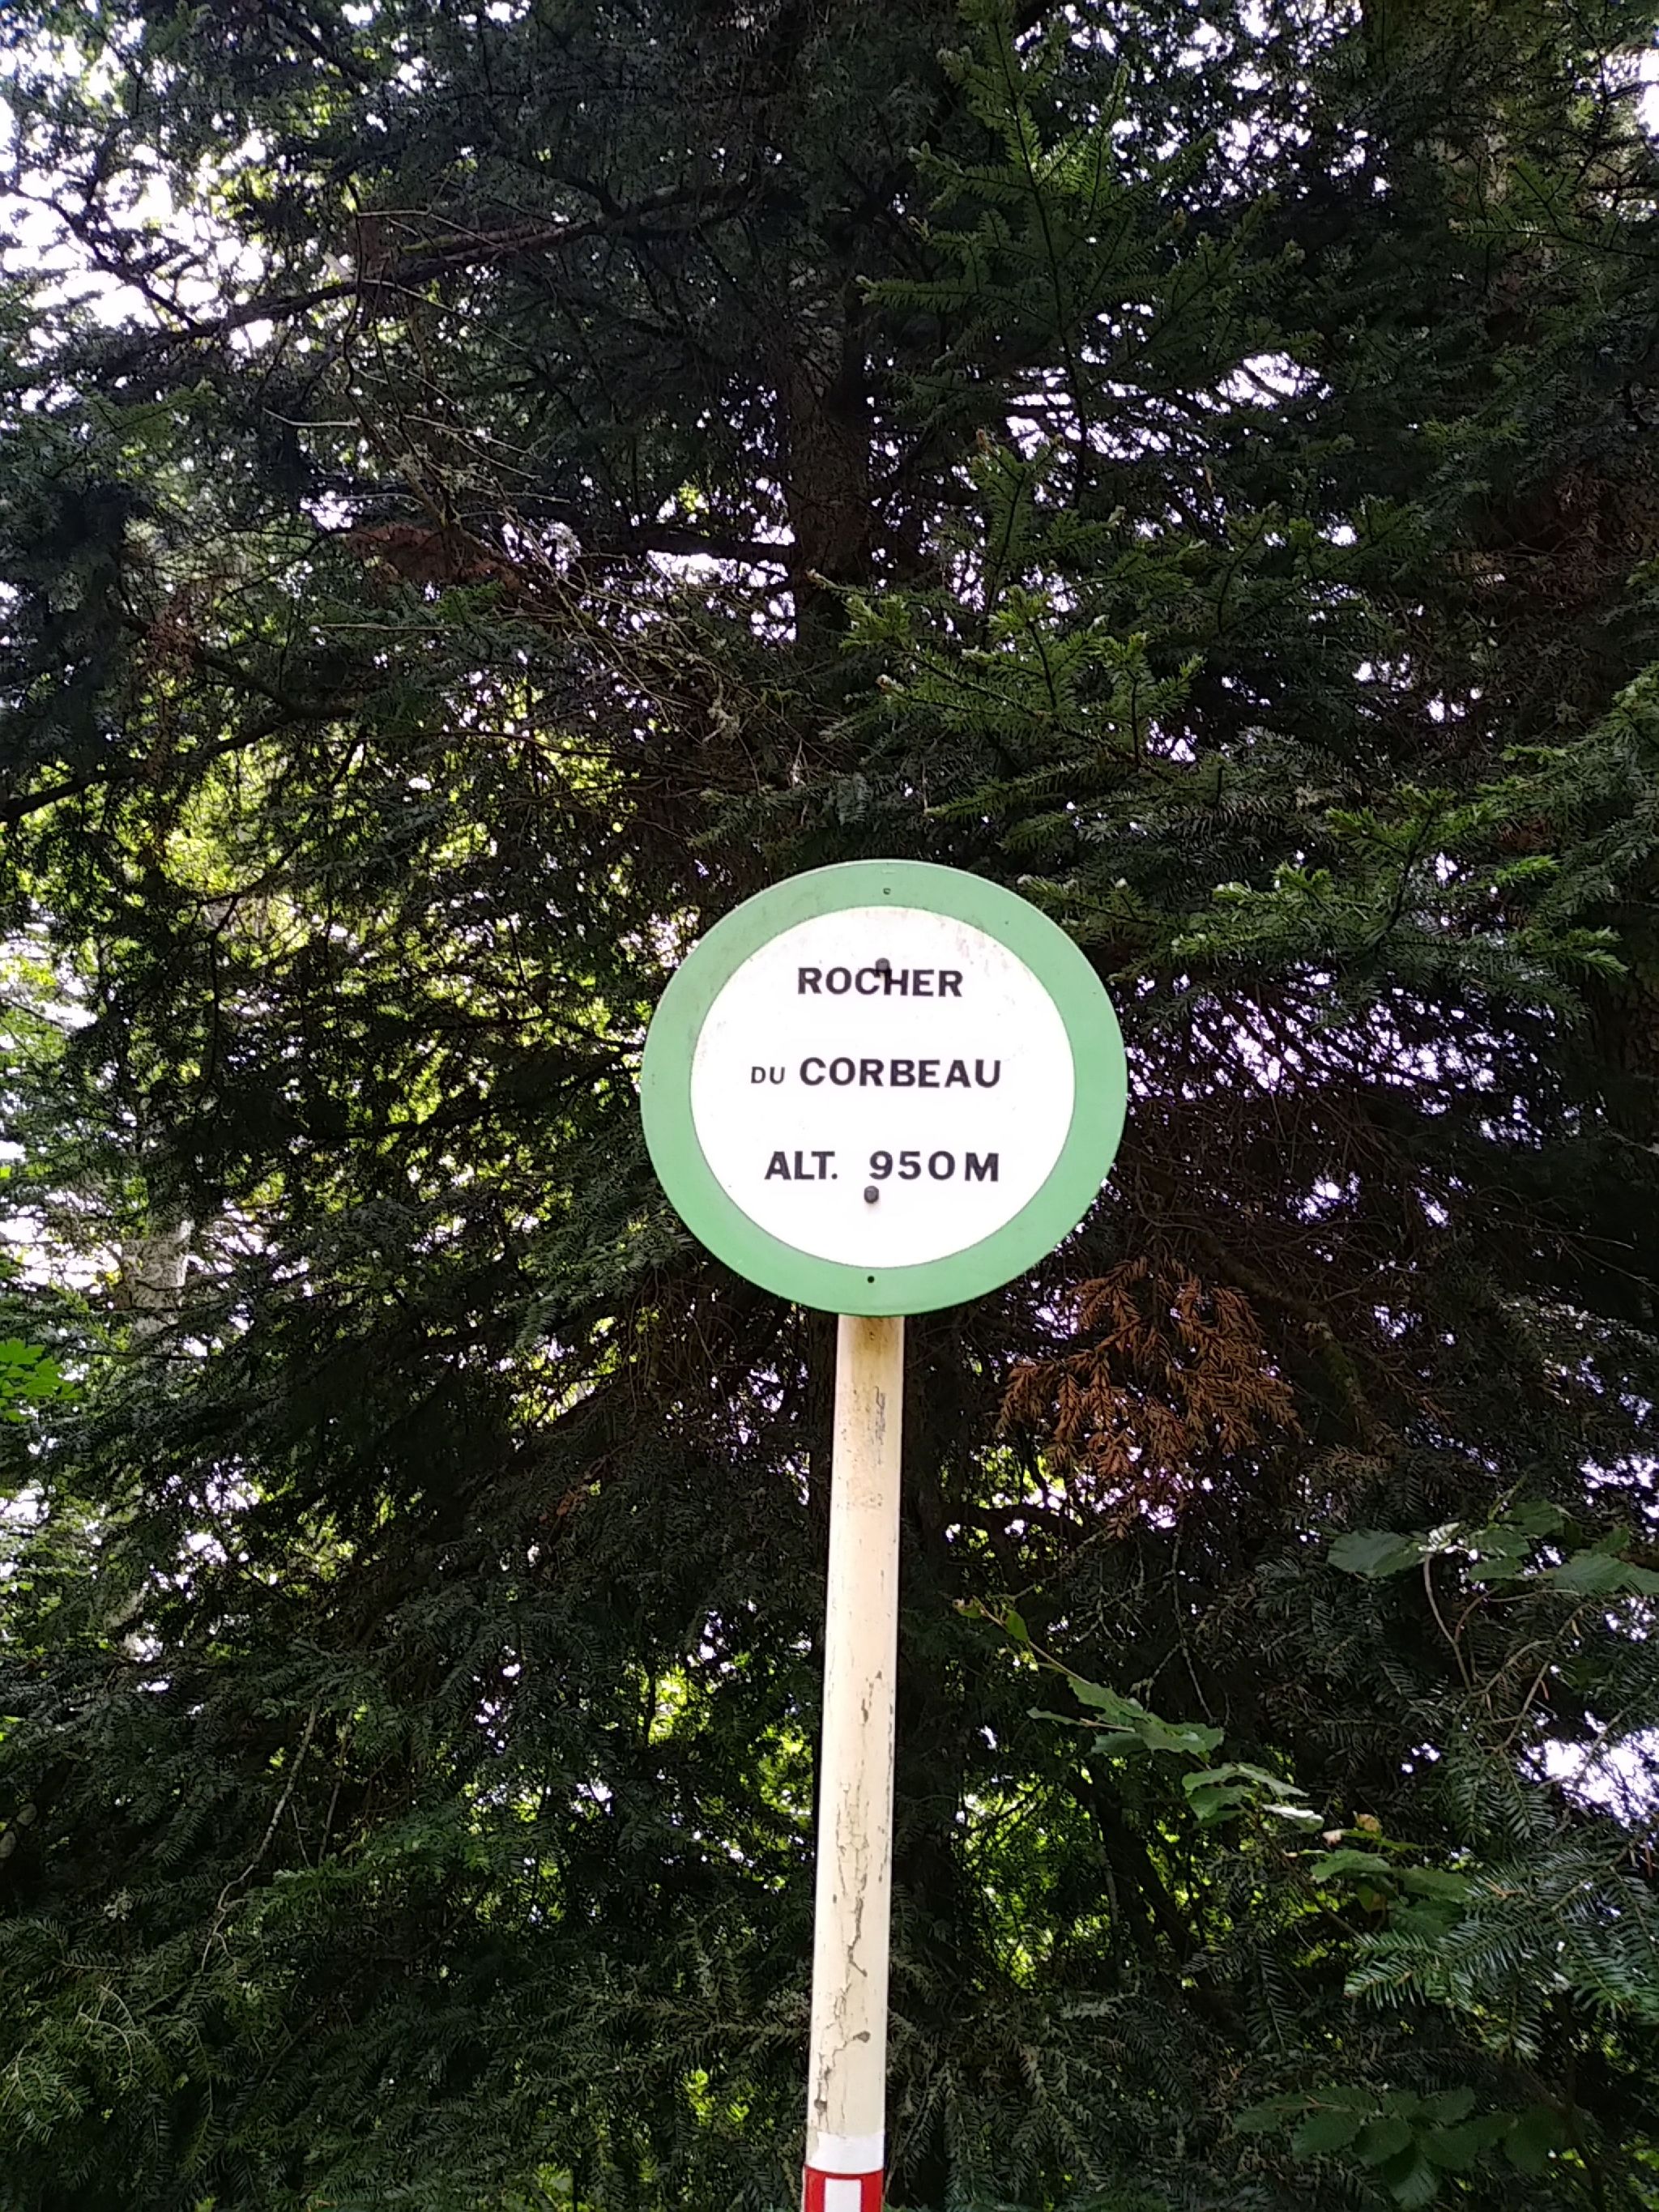 ROCHER
DU CORBEAU
ALT. 950M